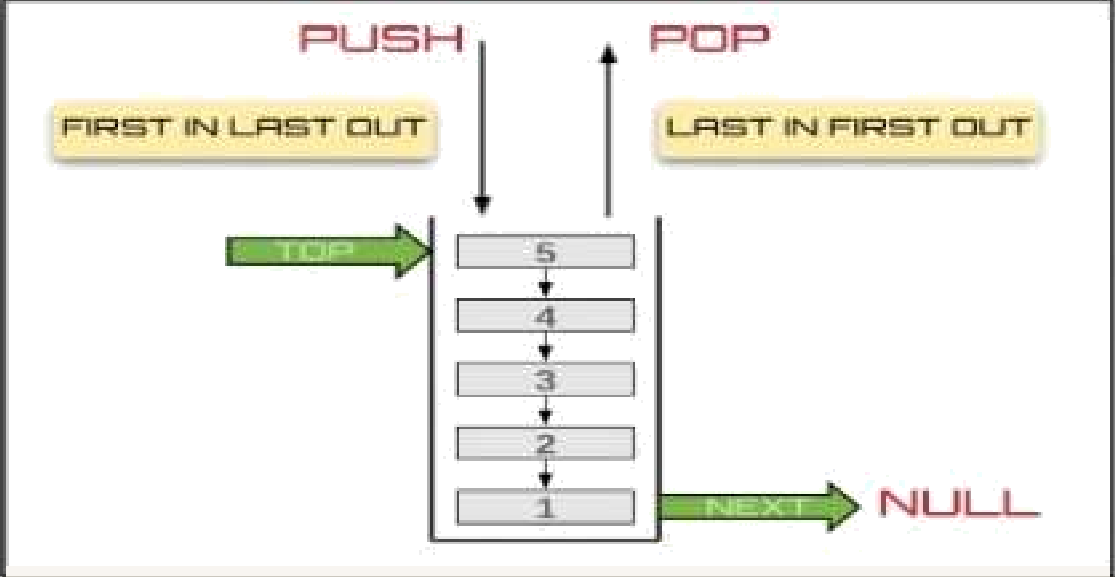 PUSH
POP
FIRST IN LAST OUT
LAST IN FIRST OUT
TOP
5
4
3
2
1
NEXT
NULL